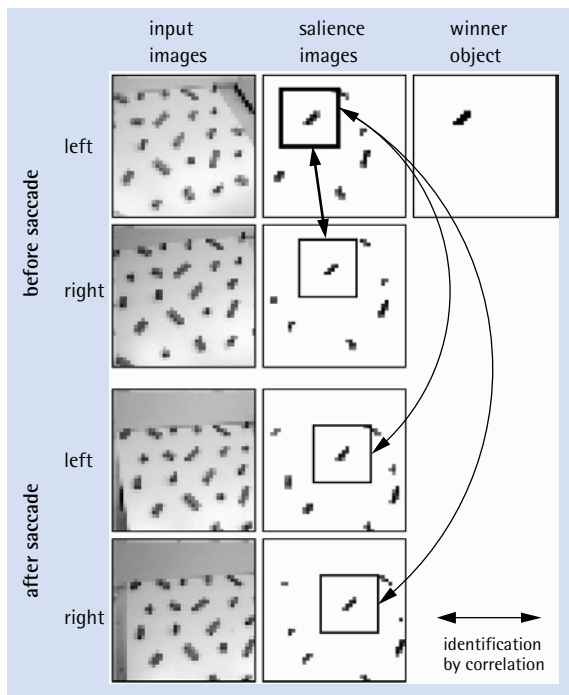 input images
salience images
winner object
before saccade
left
right
after saccade
left
right
identification
by correlation